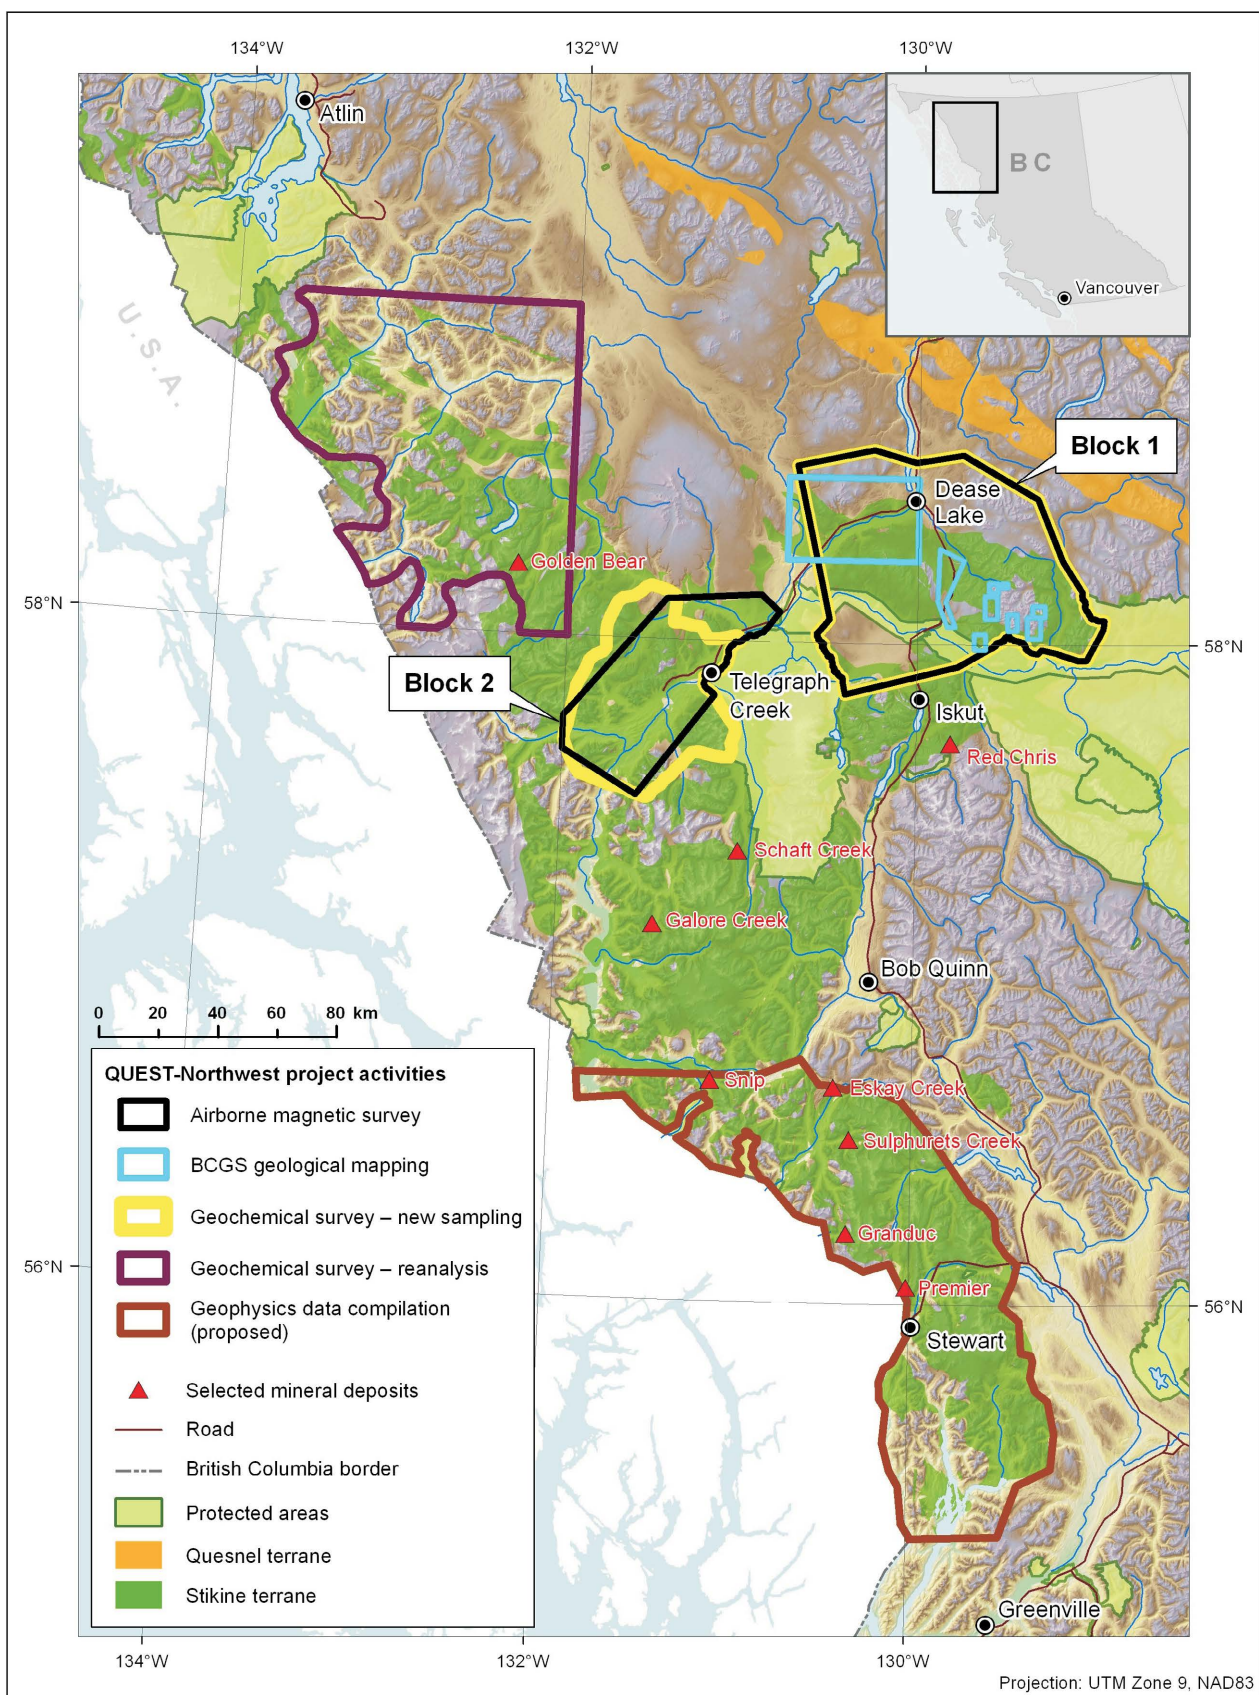 134°W
132°W
130°W
Atlin
BC
Vancouver
U.S.A.
Block 1
Dease
Lake
Golden Bear
58°N
58°N
Block 2
Telegraph
Creek
Iskut
Red Chris
Schaft Creek
Galore Creek
Bob Quinn
0 20 40 60 80 km
Snip
Eskay Creek
Sulphurets Creek
Granduc
56°N
Premier
56°N
Stewart
Greenville
QUEST-Northwest project activities
Airborne magnetic survey
BCGS geological mapping
Geochemical survey – new sampling
Geochemical survey – reanalysis
Geophysics data compilation
(proposed)
Selected mineral deposits
Road
British Columbia border
Protected areas
Quesnel terrane
Stikine terrane
134°W
132°W
130°W
Projection: UTM Zone 9, NAD83